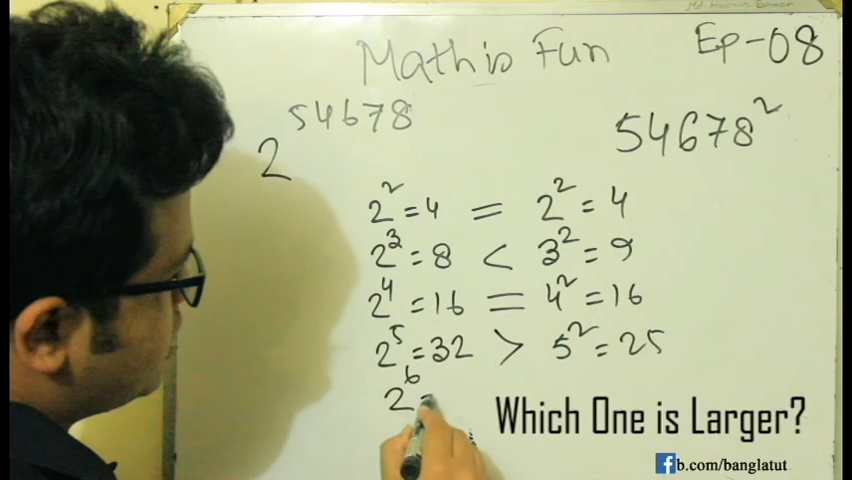 Math is Fun Ep-08
2^54678 54678^2
2^2 = 4 = 2^2 = 4
2^3 = 8 < 3^2 = 9
2^4 = 16 = 4^2 = 16
2^5 = 32 > 5^2 = 25
2^6 =
Which One is Larger?
fb.com/banglatut